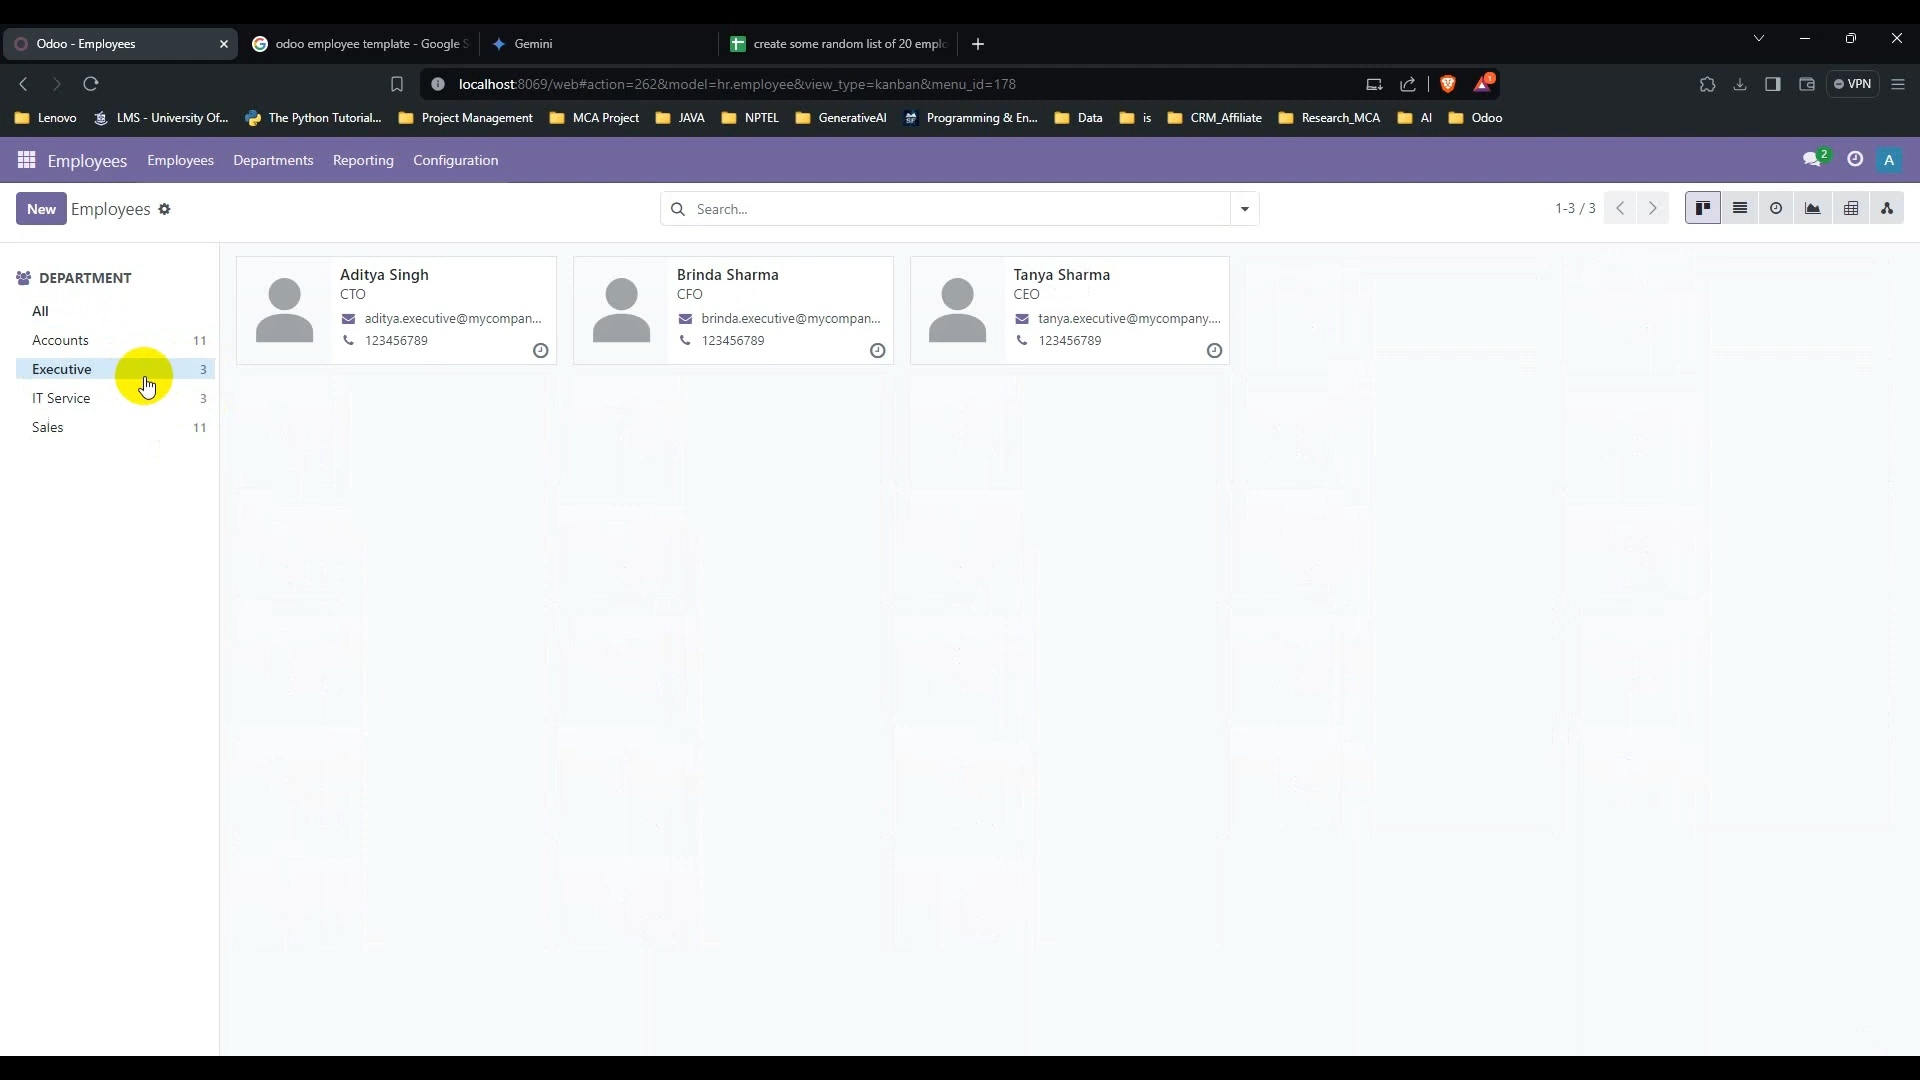 Odoo - Employees
odoo employee template - Google S
Gemini
create some random list of 20 emplo
localhost:8069/web#action=262&model=hr.employee&view_type=kanban&menu_id=178
VPN
Lenovo
LMS - University Of...
The Python Tutorial...
Project Management
MCA Project
JAVA
NPTEL
GenerativeAI
Programming & En...
Data
is
CRM_Affiliate
Research_MCA
AI
Odoo
Employees
Employees
Departments
Reporting
Configuration
2
A
New
Employees
Search...
1-3 / 3
DEPARTMENT
All
Accounts 11
Executive 3
IT Service 3
Sales 11
Aditya Singh
CTO
aditya.executive@mycompan...
123456789
Brinda Sharma
CFO
brinda.executive@mycompan...
123456789
Tanya Sharma
CEO
tanya.executive@mycompany....
123456789